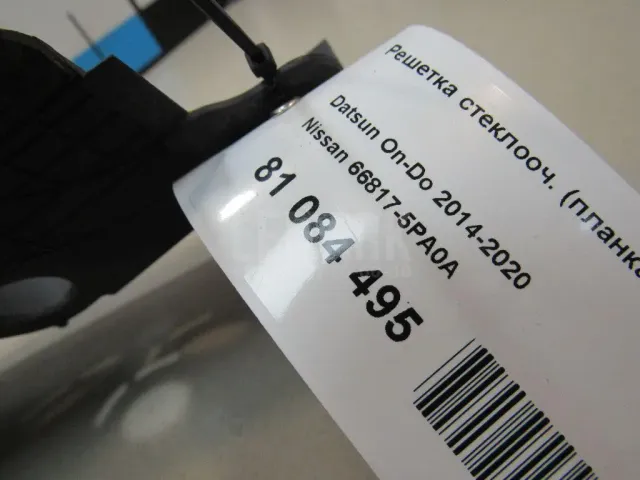 Решетка стеклооч. (планка
Datsun On-Do 2014-2020
Nissan 66817-5PA0A
81 084 495